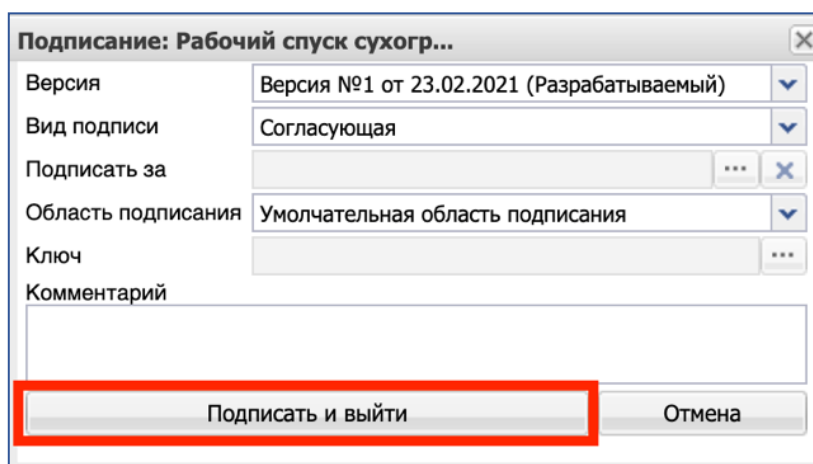 Подписание: Рабочий спуск сухогр...
Версия Версия №1 от 23.02.2021 (Разрабатываемый)
Вид подписи Согласующая
Подписать за ...
Область подписания Умолчательная область подписания
Ключ ...
Комментарий
Подписать и выйти Отмена